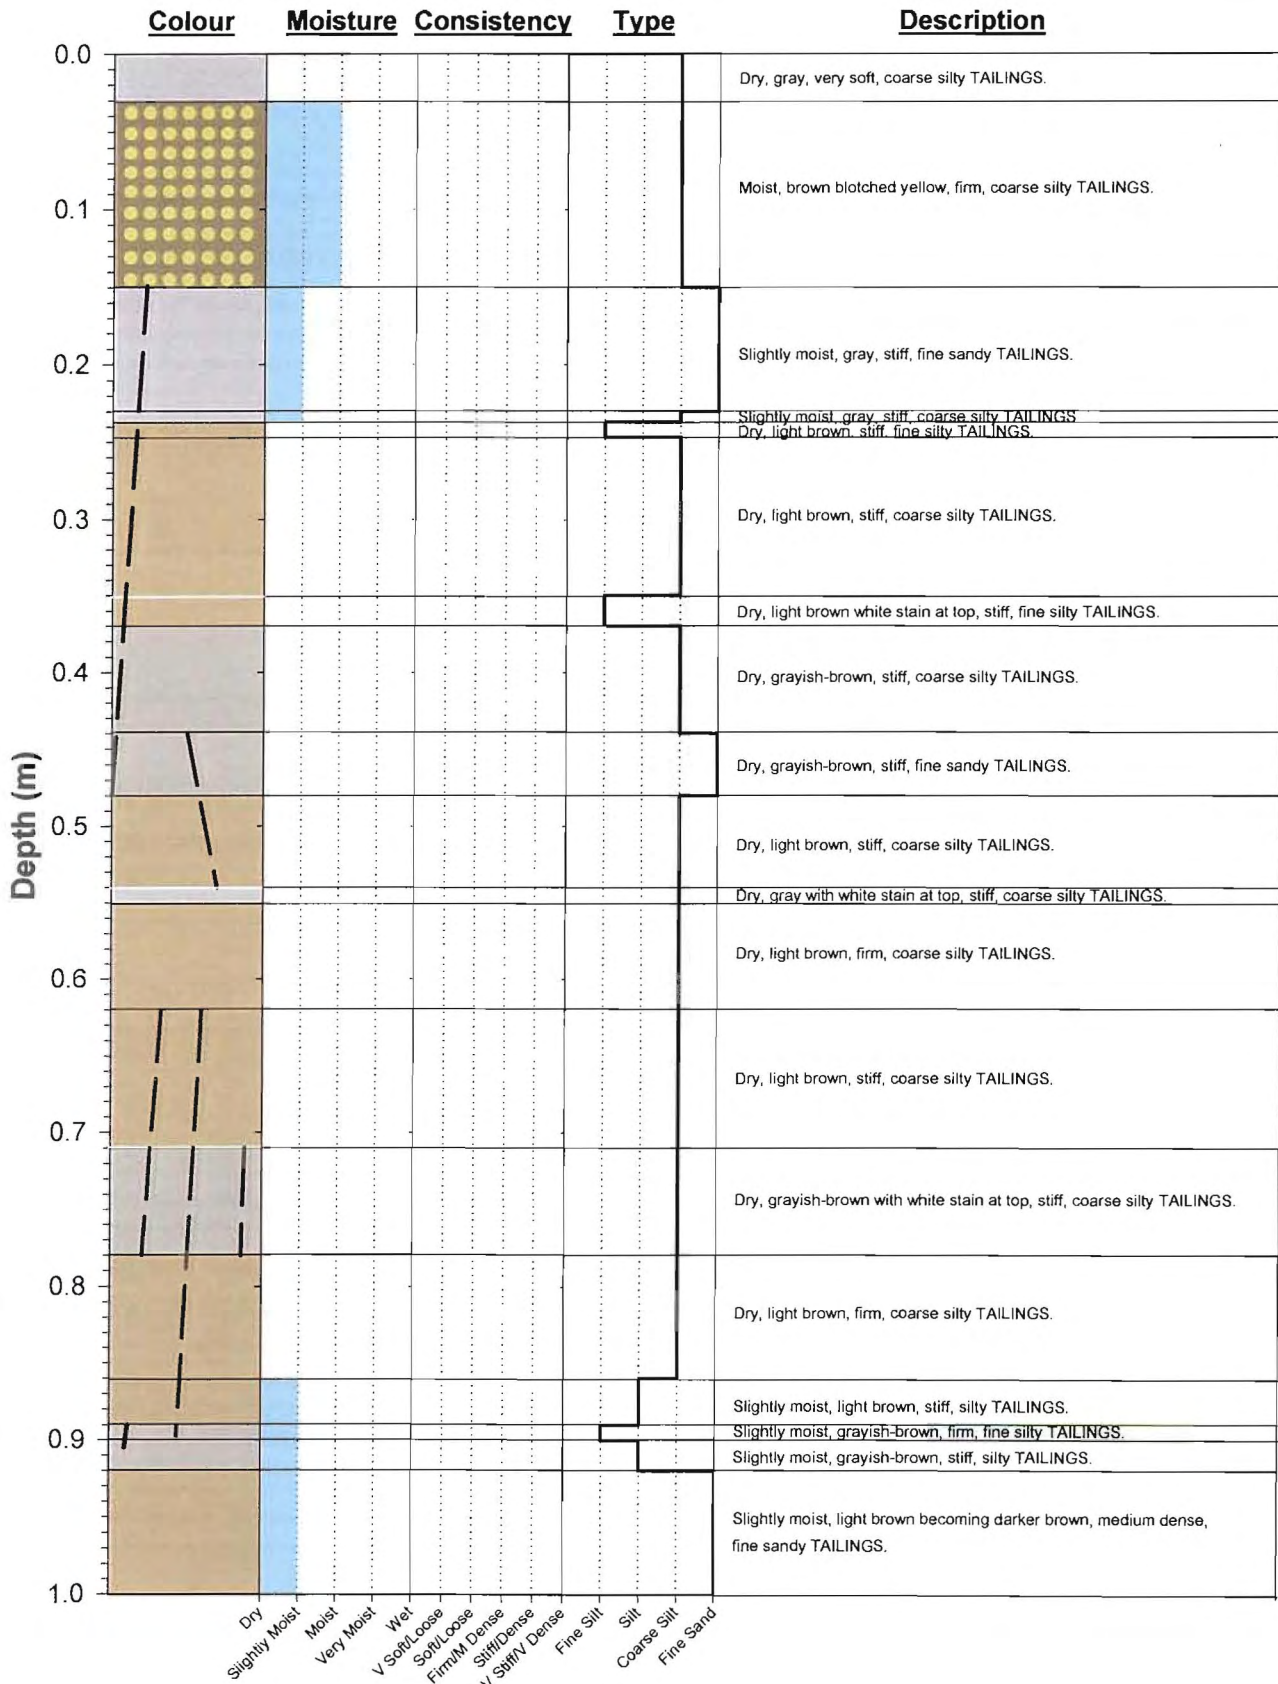 Colour Moisture Consistency Type Description
0.0
Dry, gray, very soft, coarse silty TAILINGS.
Moist, brown blotched yellow, firm, coarse silty TAILINGS.
0.1
Slightly moist, gray, stiff, fine sandy TAILINGS.
0.2
Slightly moist, gray, stiff, coarse silty TAILINGS
Dry, light brown, stiff, fine silty TAILINGS.
0.3
Dry, light brown, stiff, coarse silty TAILINGS.
Dry, light brown white stain at top, stiff, fine silty TAILINGS.
0.4
Dry, grayish-brown, stiff, coarse silty TAILINGS.
Depth (m)
Dry, grayish-brown, stiff, fine sandy TAILINGS.
0.5
Dry, light brown, stiff, coarse silty TAILINGS.
Dry, gray with white stain at top, stiff, coarse silty TAILINGS.
Dry, light brown, firm, coarse silty TAILINGS.
0.6
Dry, light brown, stiff, coarse silty TAILINGS.
0.7
Dry, grayish-brown with white stain at top, stiff, coarse silty TAILINGS.
0.8
Dry, light brown, firm, coarse silty TAILINGS.
Slightly moist, light brown, stiff, silty TAILINGS.
Slightly moist, grayish-brown, firm, fine silty TAILINGS.
0.9
Slightly moist, grayish-brown, stiff, silty TAILINGS.
Slightly moist, light brown becoming darker brown, medium dense,
fine sandy TAILINGS.
1.0
Dry
Slightly Moist
Moist
Very Moist
Wet
V Soft/Loose
Soft/Loose
Firm/M Dense
Stiff/Dense
V Stiff/V Dense
Fine Silt
Silt
Coarse Silt
Fine Sand